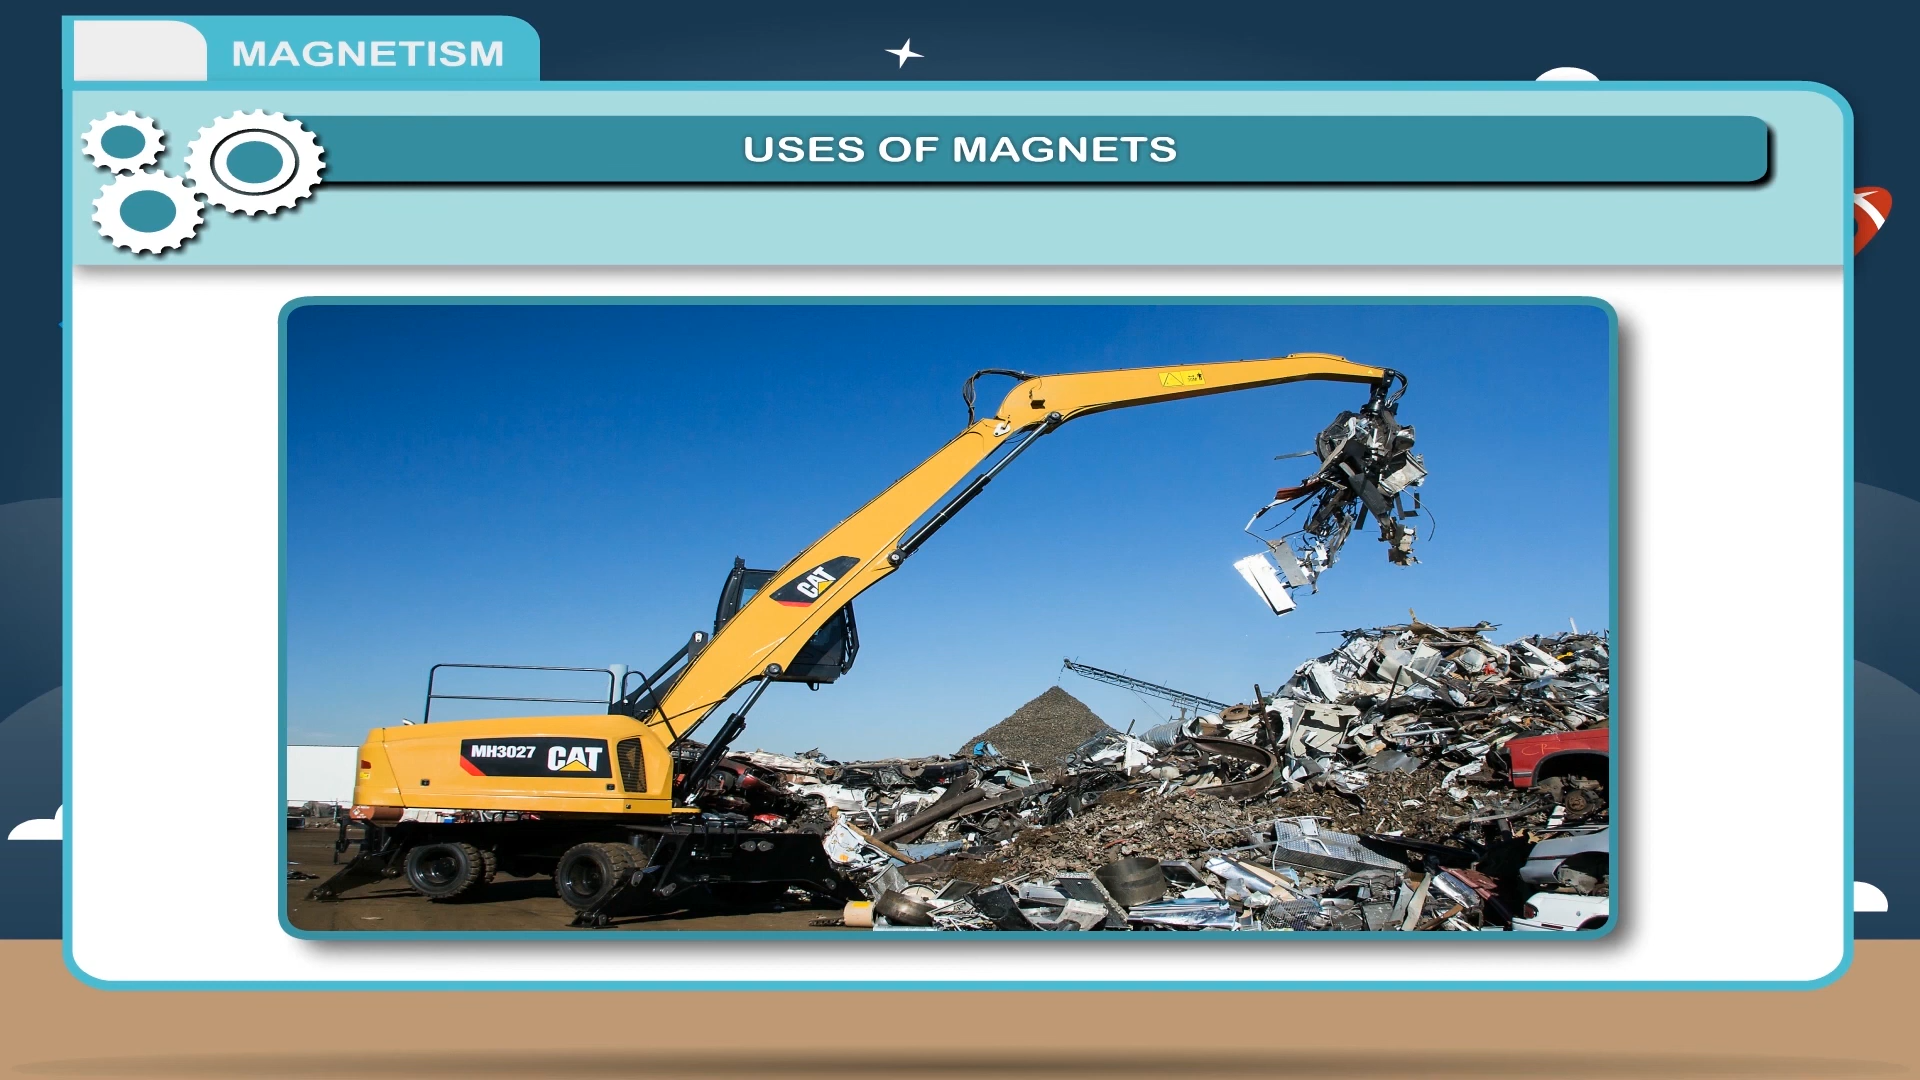 MAGNETISM
USES OF MAGNETS
CAT
MH3027 CAT